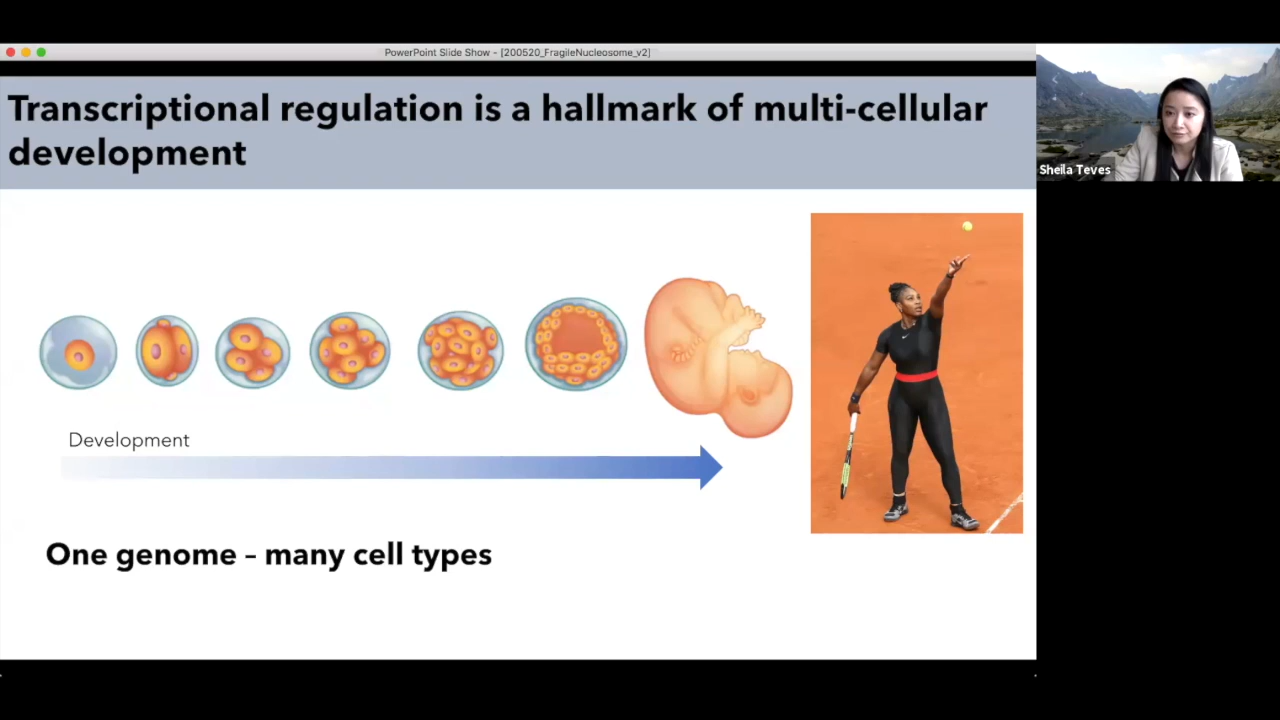 PowerPoint Slide Show - [200520_FragileNucleosome_v2]
Transcriptional regulation is a hallmark of multi-cellular
development
Sheila Teves
Development
One genome – many cell types